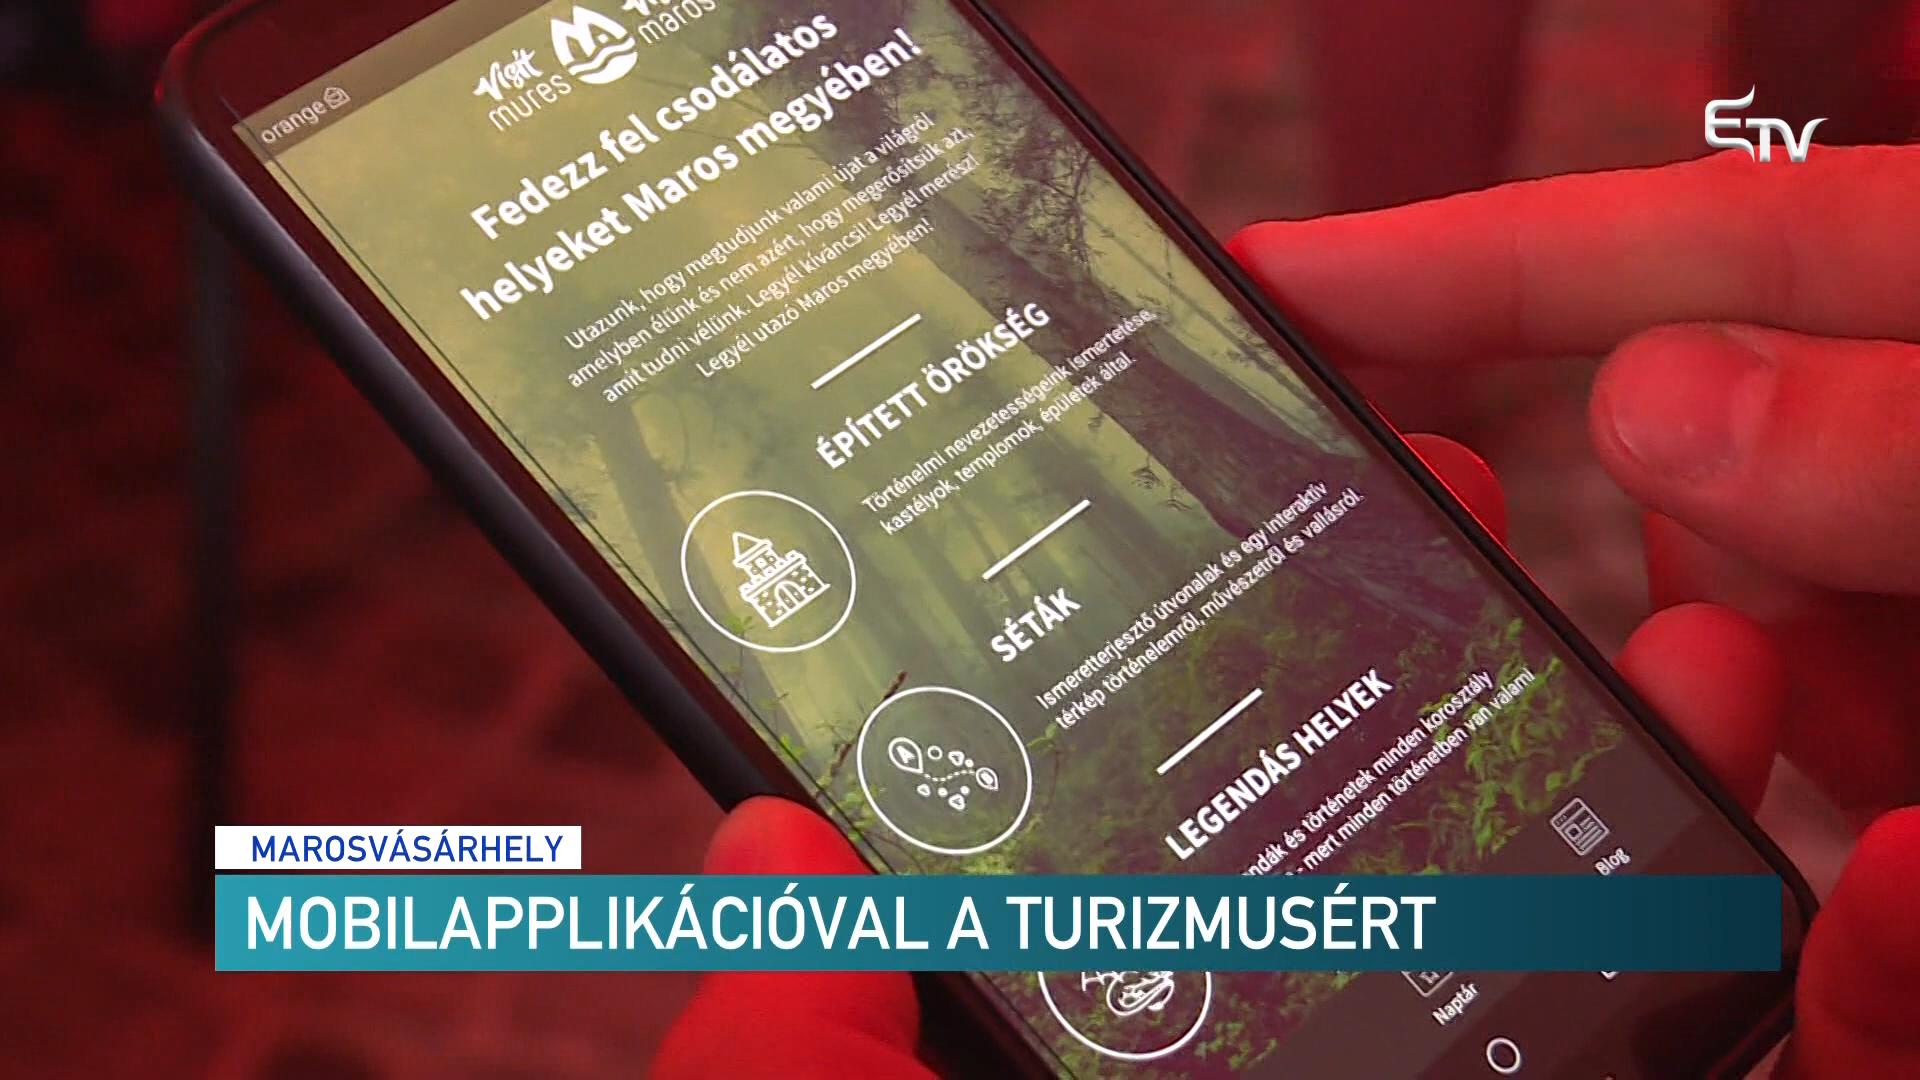 orange
Visit
mures
maros
Fedezz fel csodálatos
helyeket Maros megyében!
Utazunk, hogy megtudjunk valami újat a világról
amelyben élünk és nem azért, hogy megerősítsük azt,
amit tudni vélünk. Legyél kíváncsi! Legyél merész!
Legyél utazó Maros megyében!
ÉPÍTETT ÖRÖKSÉG
Történelmi nevezetességeink ismertetése,
kastélyok, templomok, épületek által.
SÉTÁK
Ismeretterjesztő útvonalak és egy interaktív
térkép történelemről, művészetről és vallásról.
A
B
LEGENDÁS HELYEK
és történetek minden korosztály
- mert minden történetben van valami
Blog
Naptár
ETV
MAROSVÁSÁRHELY
MOBILAPPLIKÁCIÓVAL A TURIZMUSÉRT